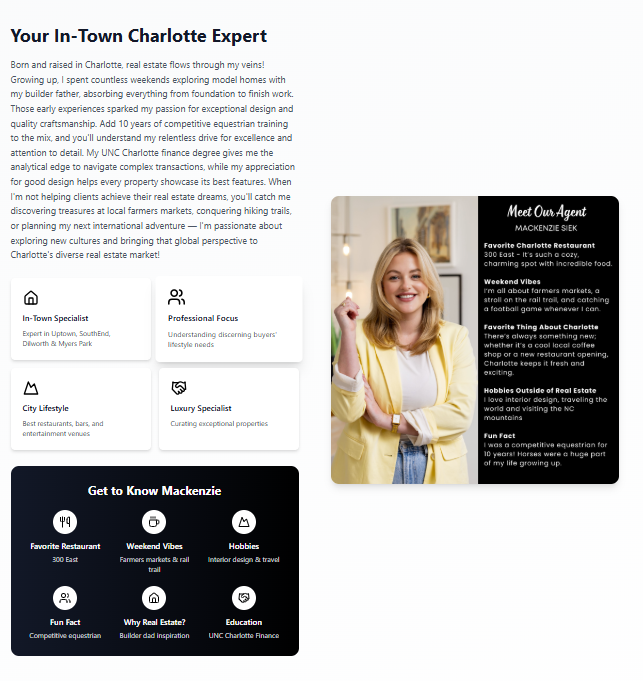 Your In-Town Charlotte Expert
Born and raised in Charlotte, real estate flows through my veins!
Growing up, I spent countless weekends exploring model homes with
my builder father, absorbing everything from foundation to finish work.
Those early experiences sparked my passion for exceptional design and
quality craftsmanship. Add 10 years of competitive equestrian training
to the mix, and you'll understand my relentless drive for excellence and
attention to detail. My UNC Charlotte finance degree gives me the
analytical edge to navigate complex transactions, while my appreciation
for good design helps every property showcase its best features. When
I'm not helping clients achieve their real estate dreams, you'll catch me
discovering treasures at local farmers markets, conquering hiking trails,
or planning my next international adventure — I'm passionate about
exploring new cultures and bringing that global perspective to
Charlotte's diverse real estate market!
In-Town Specialist
Expert in Uptown, SouthEnd,
Dilworth & Myers Park
Professional Focus
Understanding discerning buyers'
lifestyle needs
City Lifestyle
Best restaurants, bars, and
entertainment venues
Luxury Specialist
Curating exceptional properties
Get to Know Mackenzie
Favorite Restaurant
300 East
Weekend Vibes
Farmers markets & rail
trail
Hobbies
Interior design & travel
Fun Fact
Competitive equestrian
Why Real Estate?
Builder dad inspiration
Education
UNC Charlotte Finance
Meet Our Agent
MACKENZIE SIEK
Favorite Charlotte Restaurant
300 East - It's such a cozy,
charming spot with incredible food.
Weekend Vibes
I'm all about farmers markets, a
stroll on the rail trail, and catching
a football game whenever I can.
Favorite Thing About Charlotte
There's always something new;
whether it's a cool local coffee
shop or a new restaurant opening,
Charlotte keeps it fresh and
exciting.
Hobbies Outside of Real Estate
I love interior design, traveling the
world and visiting the NC
mountains
Fun Fact
I was a competitive equestrian for
10 years! Horses were a huge part
of my life growing up.